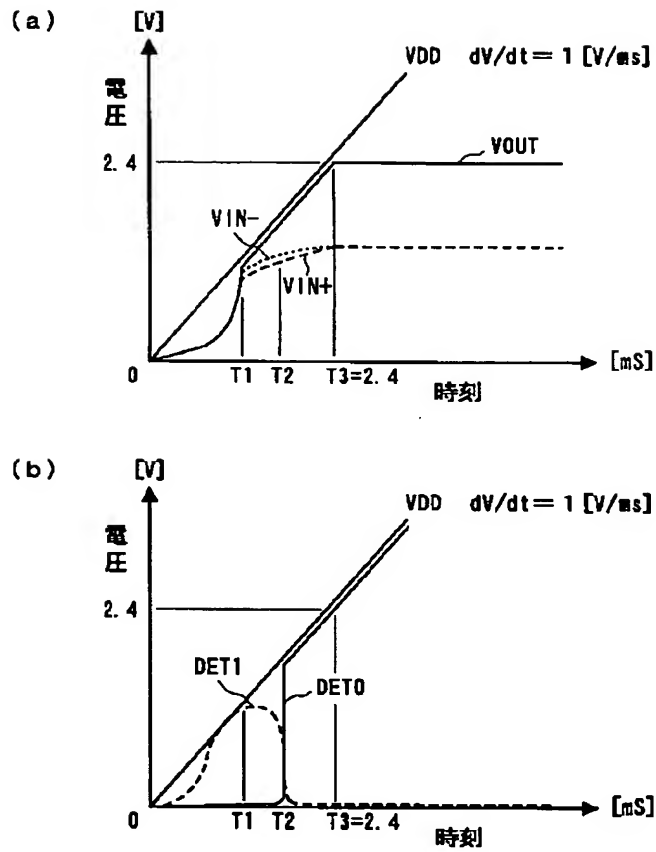 (a)
[V]
電圧
VDD dV/dt= 1 [V/ms]
2.4
VOUT
VIN-
VIN+
0
T1
T2
T3=2.4
[mS]
時刻
(b)
[V]
電圧
VDD dV/dt= 1 [V/ms]
2.4
DET1
DET0
0
T1
T2
T3=2.4
[mS]
時刻